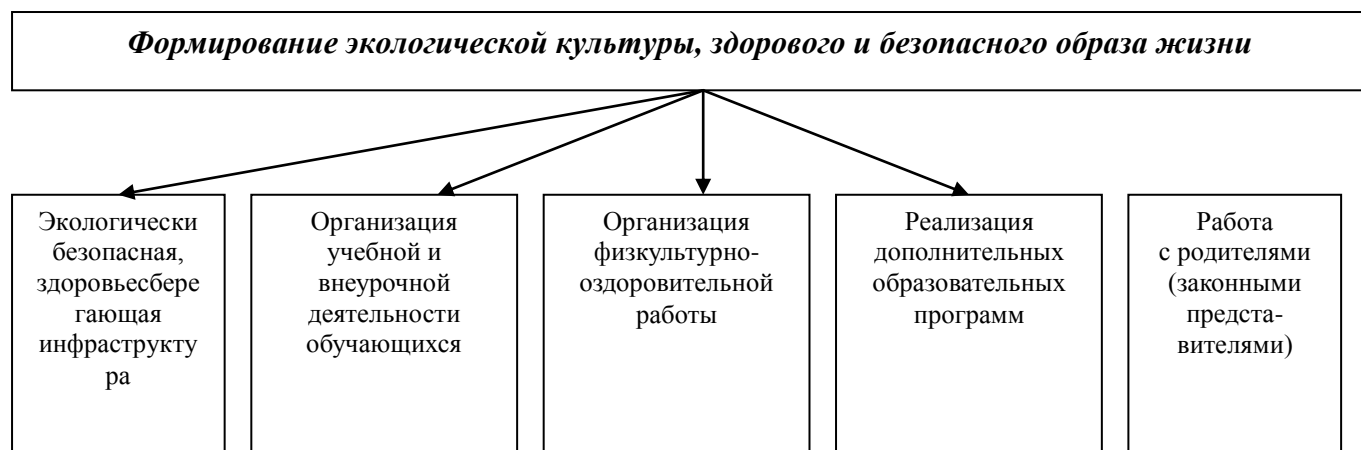 Формирование экологической культуры, здорового и безопасного образа жизни
Экологически
безопасная,
здоровьесбере
гающая
инфраструкту
ра
Организация
учебной и
внеурочной
деятельности
обучающихся
Организация
физкультурно-
оздоровительной
работы
Реализация
дополнительных
образовательных
программ
Работа
с родителями
(законными
предста-
вителями)